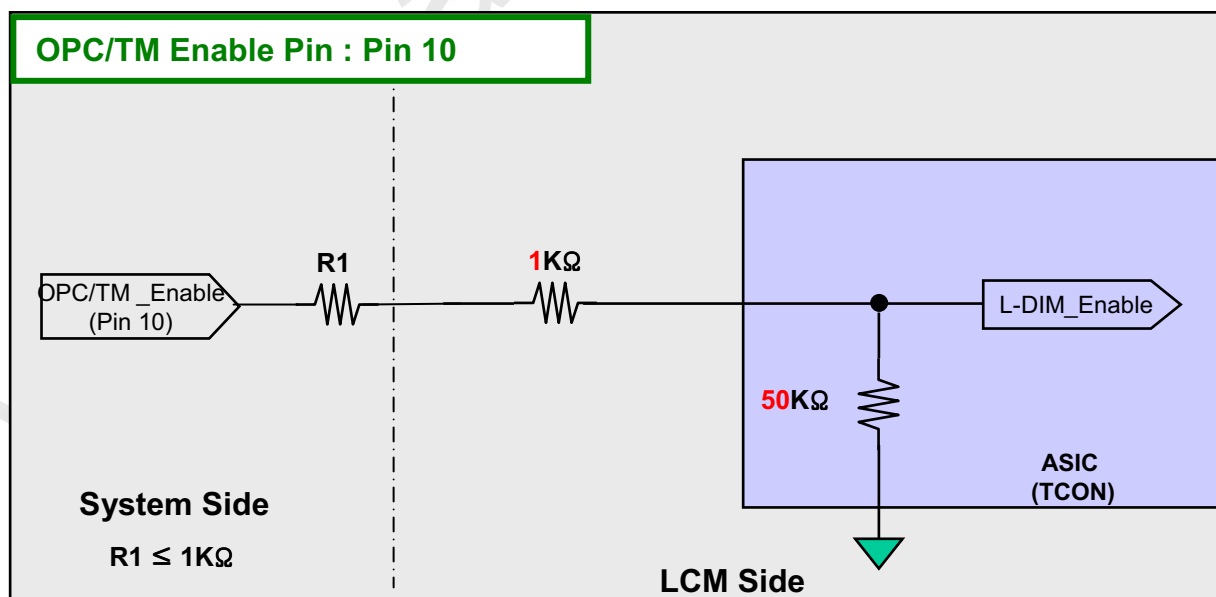 OPC/TM Enable Pin : Pin 10
R1
1KΩ
OPC/TM _Enable
(Pin 10)
L-DIM_Enable
50KΩ
ASIC
(TCON)
System Side
R1 ≤ 1KΩ
LCM Side